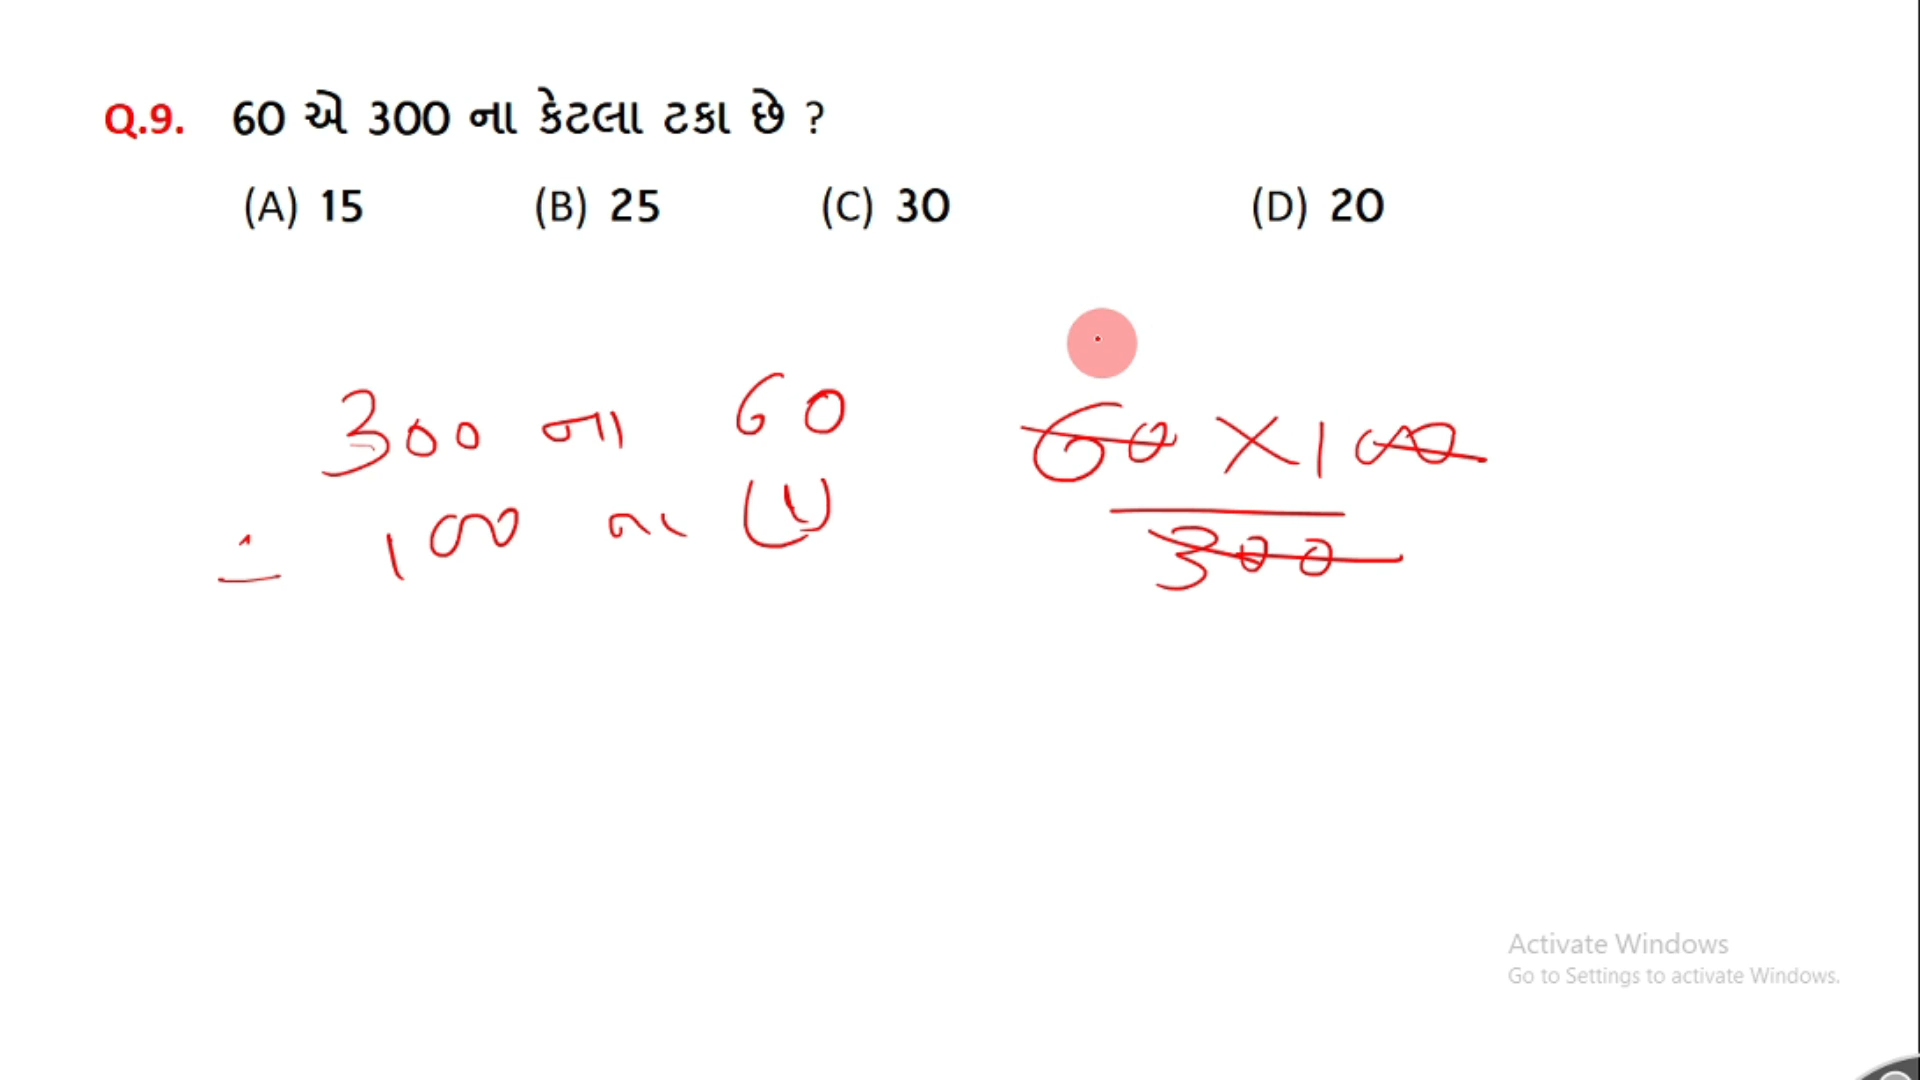 Q.9. 60 એ 300 ના કેટલા ટકા છે ?
(A) 15 (B) 25 (C) 30 (D) 20
300 ના 60
100 ના (1)
60 X 100
300
Activate Windows
Go to Settings to activate Windows.